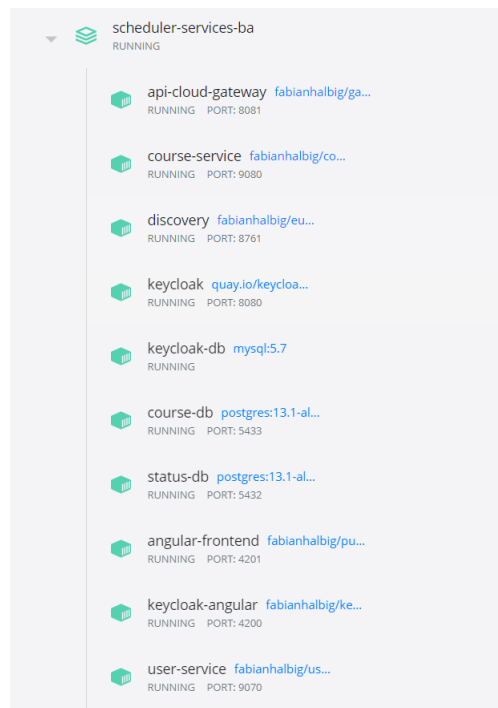 scheduler-services-ba
RUNNING
api-cloud-gateway fabianhalbig/ga...
RUNNING PORT: 8081
course-service fabianhalbig/co...
RUNNING PORT: 9080
discovery fabianhalbig/eu...
RUNNING PORT: 8761
keycloak quay.io/keycloa...
RUNNING PORT: 8080
keycloak-db mysql:5.7
RUNNING
course-db postgres:13.1-al...
RUNNING PORT: 5433
status-db postgres:13.1-al...
RUNNING PORT: 5432
angular-frontend fabianhalbig/pu...
RUNNING PORT: 4201
keycloak-angular fabianhalbig/ke...
RUNNING PORT: 4200
user-service fabianhalbig/us...
RUNNING PORT: 9070